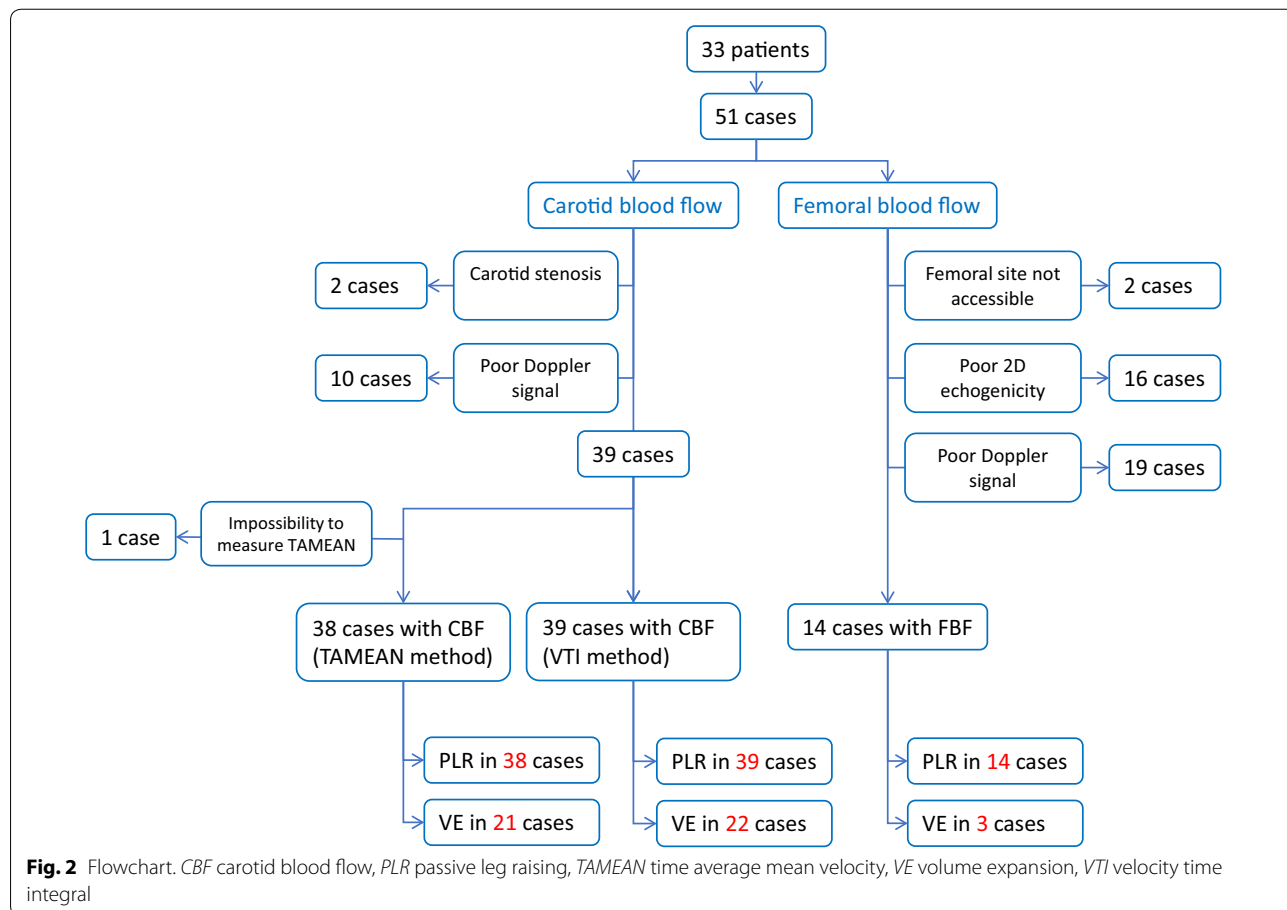 33 patients
51 cases
Carotid blood flow
Femoral blood flow
2 cases
Carotid stenosis
Femoral site not
accessible
2 cases
10 cases
Poor Doppler
signal
Poor 2D
echogenicity
16 cases
39 cases
Poor Doppler
signal
19 cases
1 case
Impossibility to
measure TAMEAN
38 cases with CBF
(TAMEAN method)
39 cases with CBF
(VTI method)
14 cases with FBF
PLR in 38 cases
PLR in 39 cases
PLR in 14 cases
VE in 21 cases
VE in 22 cases
VE in 3 cases
Fig. 2 Flowchart. CBF carotid blood flow, PLR passive leg raising, TAMEAN time average mean velocity, VE volume expansion, VTI velocity time
integral